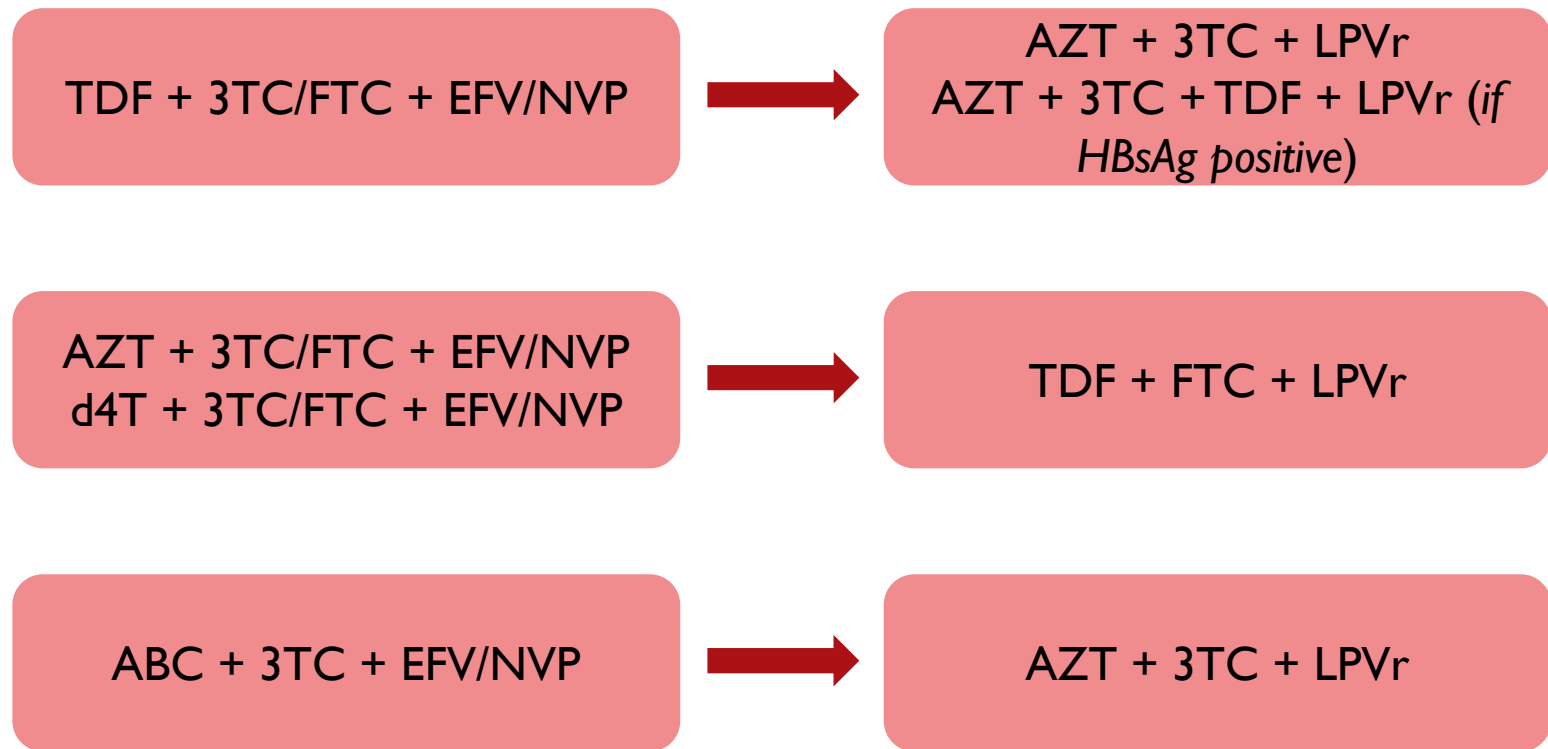 TDF + 3TC/FTC + EFV/NVP
AZT + 3TC + LPVr
AZT + 3TC + TDF + LPVr (if
HBsAg positive)
AZT + 3TC/FTC + EFV/NVP
d4T + 3TC/FTC + EFV/NVP
TDF + FTC + LPVr
ABC + 3TC + EFV/NVP
AZT + 3TC + LPVr